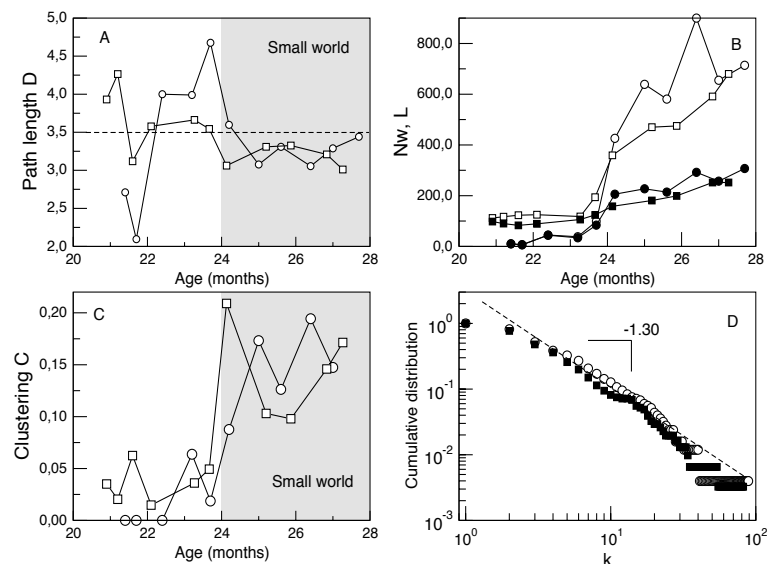 5,0
4,5
4,0
3,5
3,0
2,5
2,0
Path length D
A
Small world
20 22 24 26 28
Age (months)
800,0
600,0
400,0
200,0
0,0
Nw, L
B
20 22 24 26 28
Age (months)
0,20
0,15
0,10
0,05
0,00
Clustering C
C
Small world
20 22 24 26 28
Age (months)
10^0
10^-1
10^-2
10^-3
Cumulative distribution
D
-1.30
10^0 10^1 10^2
k